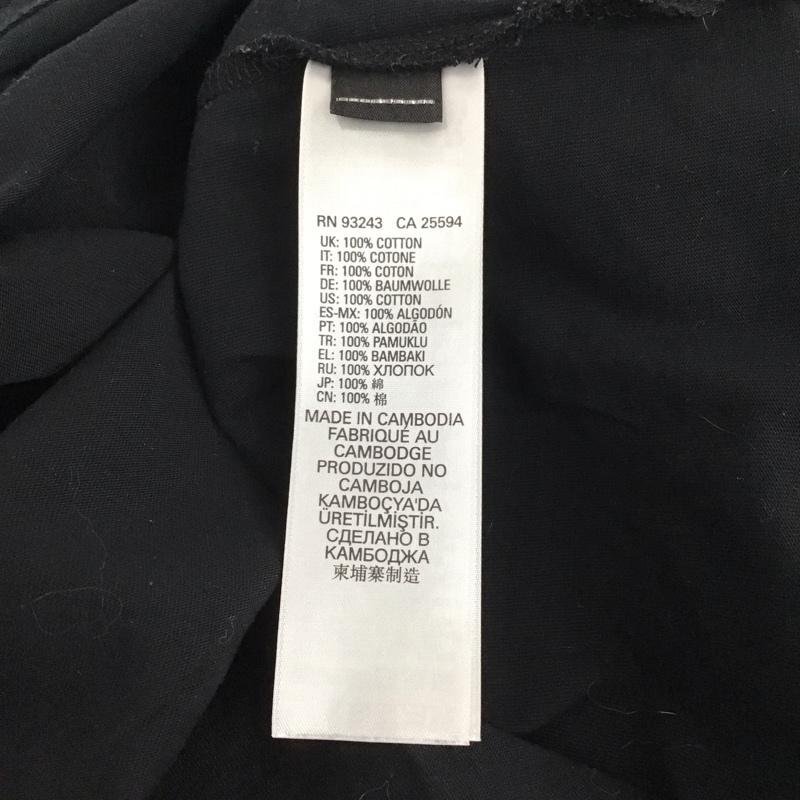 RN 93243 CA 25594
UK: 100% COTTON
IT: 100% COTONE
FR: 100% COTON
DE: 100% BAUMWOLLE
US: 100% COTTON
ES-MX: 100% ALGODÓN
PT: 100% ALGODÃO
TR: 100% PAMUKLU
EL: 100% BAMBAKI
RU: 100% ХЛОПОК
JP: 100% 綿
CN: 100% 棉
MADE IN CAMBODIA
FABRIQUÉ AU
CAMBODGE
PRODUZIDO NO
CAMBOJA
KAMBOÇYA'DA
ÜRETİLMİŞTİR.
СДЕЛАНО В
КАМБОДЖА
柬埔寨制造